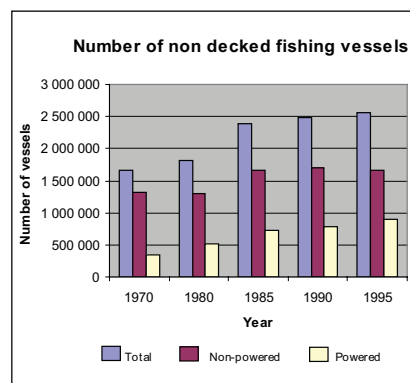 Number of non decked fishing vessels
3 000 000
2 500 000
2 000 000
1 500 000
1 000 000
500 000
0
Number of vessels
1970 1980 1985 1990 1995
Year
Total Non-powered Powered